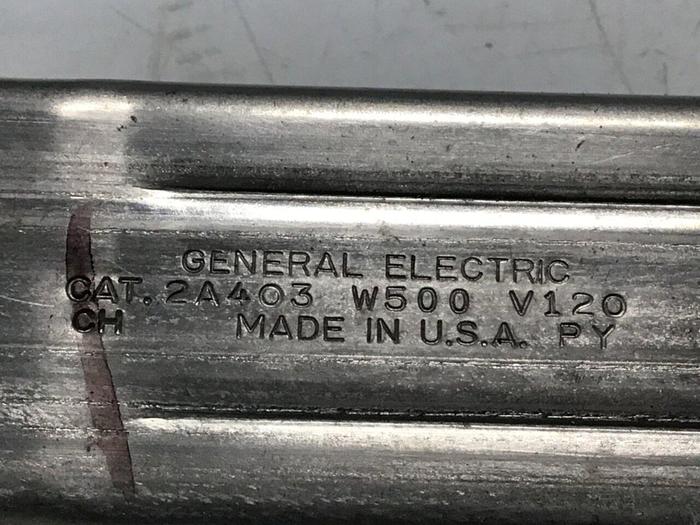 GENERAL ELECTRIC
CAT. 2A403 W500 V120
CH MADE IN U.S.A. PY